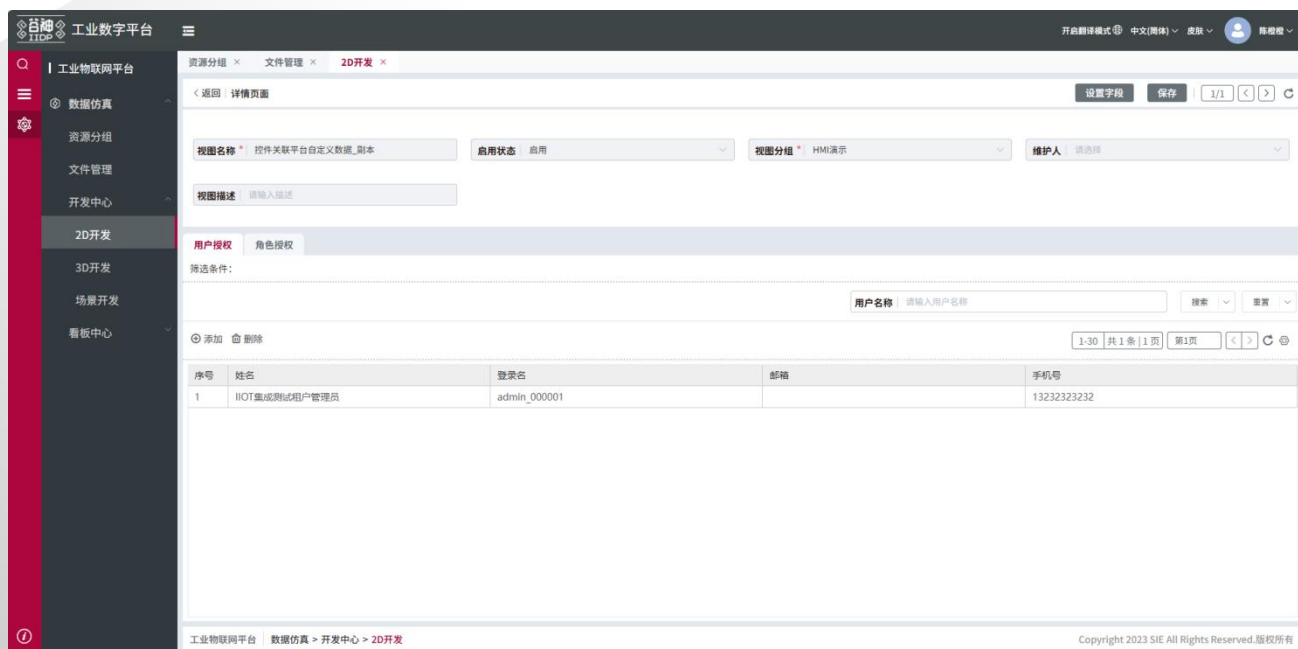 谷神 IIDP 工业数字平台 开启翻译模式 中文(简体) 皮肤 陈橙橙
工业物联网平台
数据仿真
资源分组
文件管理
开发中心
2D开发
3D开发
场景开发
看板中心
资源分组 × 文件管理 × 2D开发 ×
返回 详情页面 设置字段 保存 1/1
视图名称 * 控件关联平台自定义数据_副本 启用状态 启用 视图分组 * HMI演示 维护人 请选择
视图描述 请输入描述
用户授权 角色授权
筛选条件：
用户名称 请输入用户名称 搜索 重置
添加 删除 1-30 共1条|1页 第1页
序号 姓名 登录名 邮箱 手机号
1 IIOT集成测试租户管理员 admin_000001 13232323232
工业物联网平台 数据仿真 > 开发中心 > 2D开发 Copyright 2023 SIE All Rights Reserved.版权所有